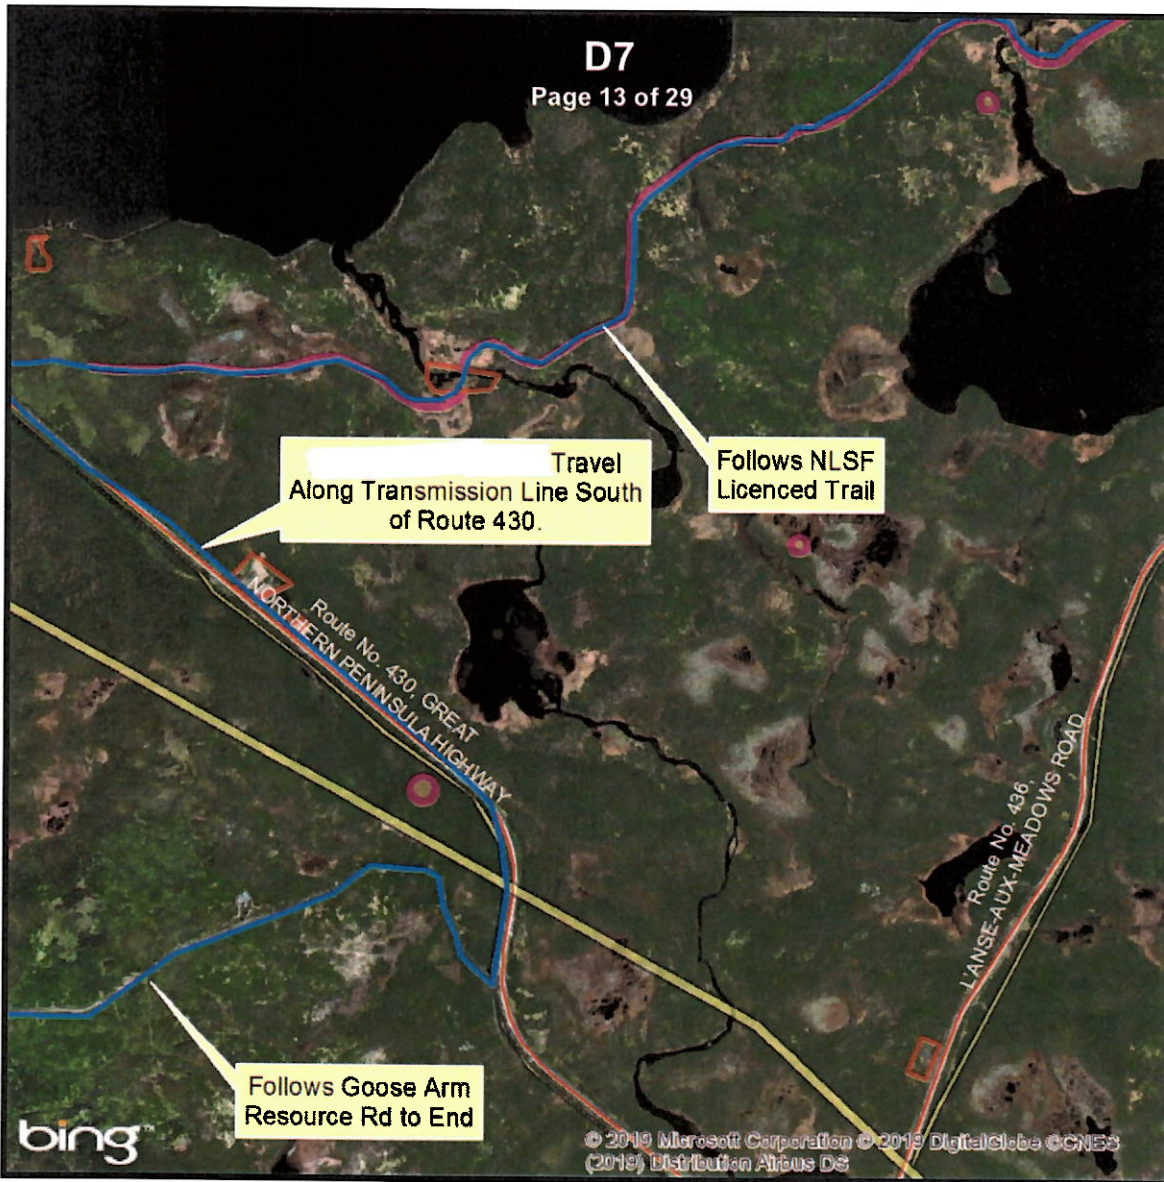 D7
Page 13 of 29
Travel
Along Transmission Line South
of Route 430.
Follows NLSF
Licenced Trail
Route No. 430, GREAT
NORTHERN PENINSULA HIGHWAY
Route No. 436,
L'ANSE-AUX-MEADOWS ROAD
Follows Goose Arm
Resource Rd to End
bing™
© 2019 Microsoft Corporation © 2019 DigitalGlobe ©CNES
(2019) Distribution Airbus DS